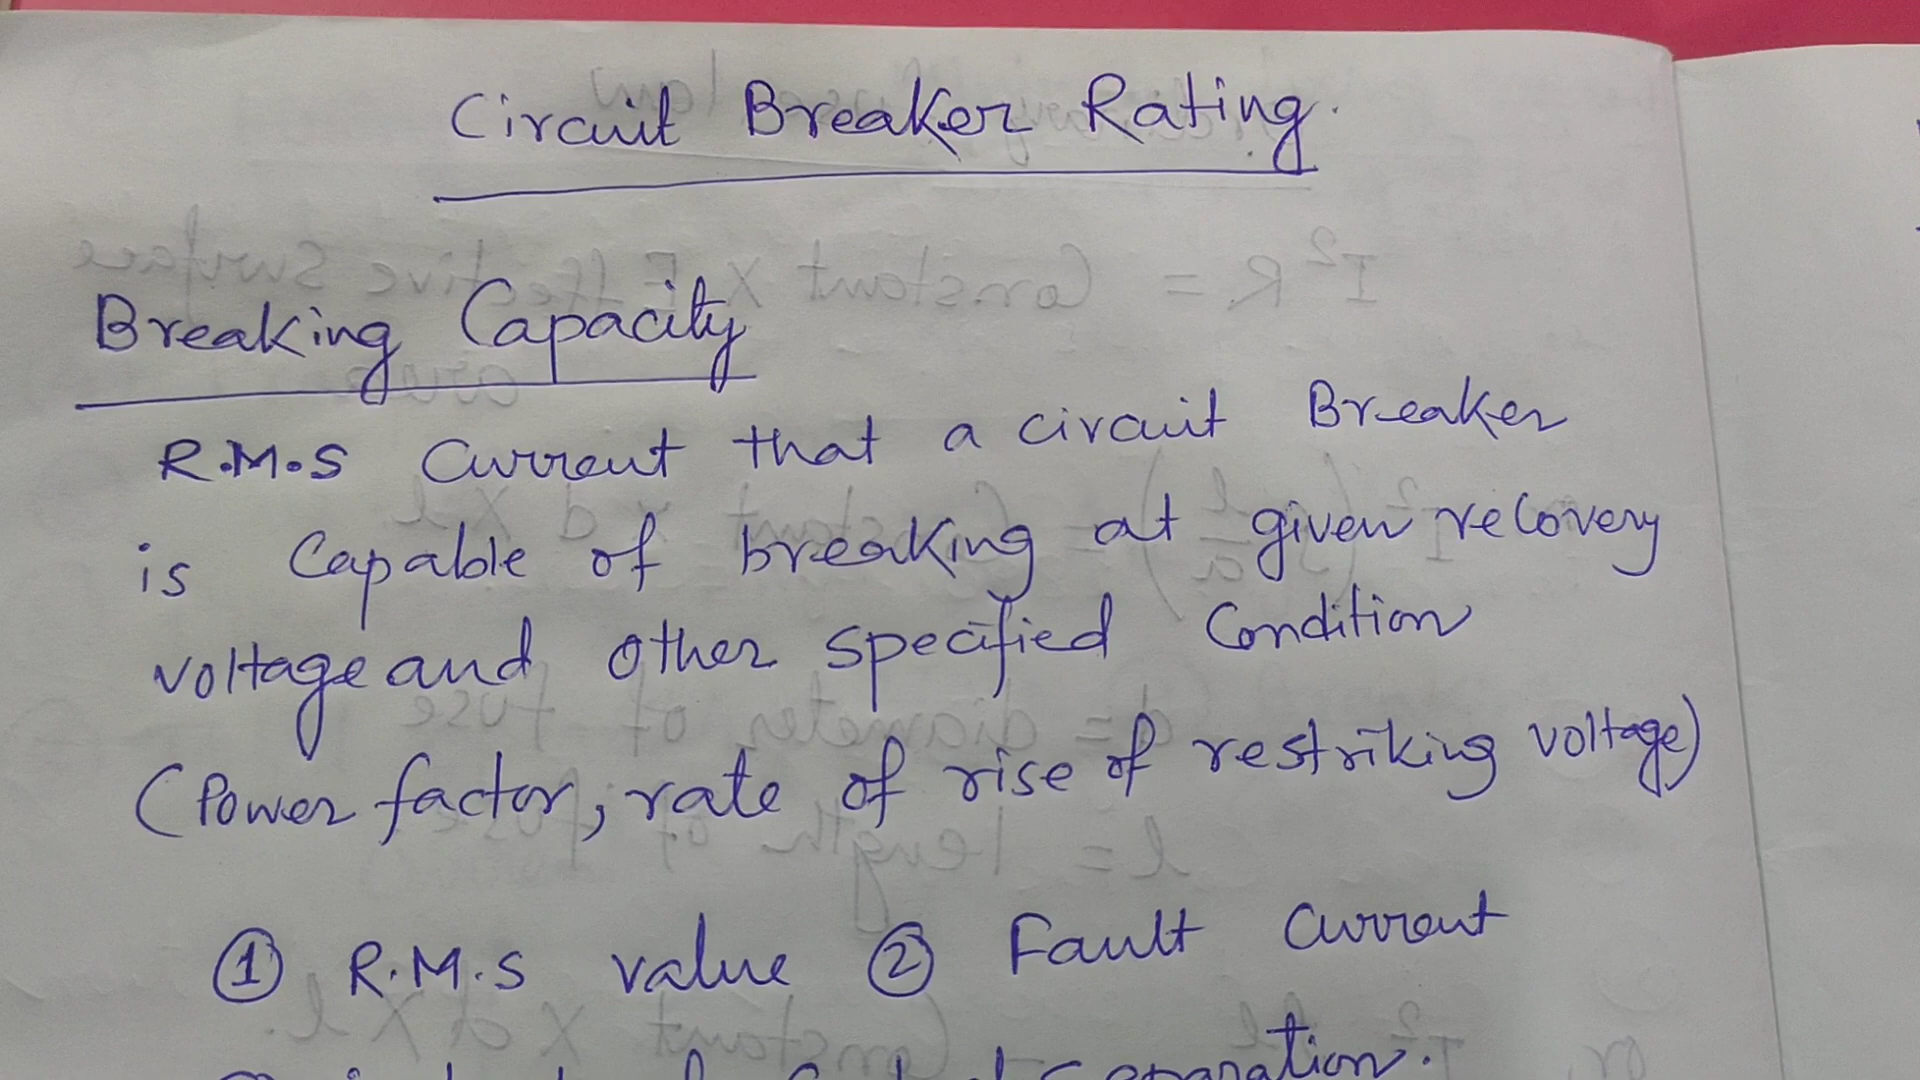 Circuit Breaker Rating.
Breaking Capacity
R.M.S Current that a circuit Breaker
is Capable of breaking at given recovery
voltage and other specified Condition
(Power factor, rate of rise of restriking voltage)
① R.M.S value ② Fault Current
separation.